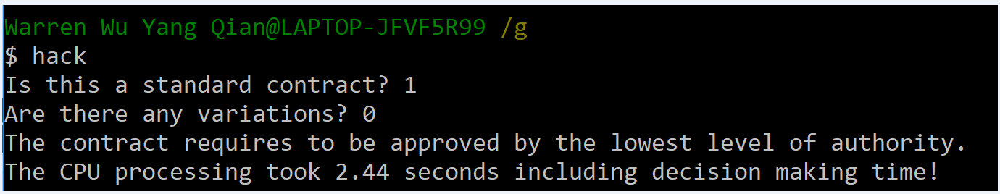 Warren Wu Yang Qian@LAPTOP-JFVF5R99 /g
$ hack
Is this a standard contract? 1
Are there any variations? 0
The contract requires to be approved by the lowest level of authority.
The CPU processing took 2.44 seconds including decision making time!